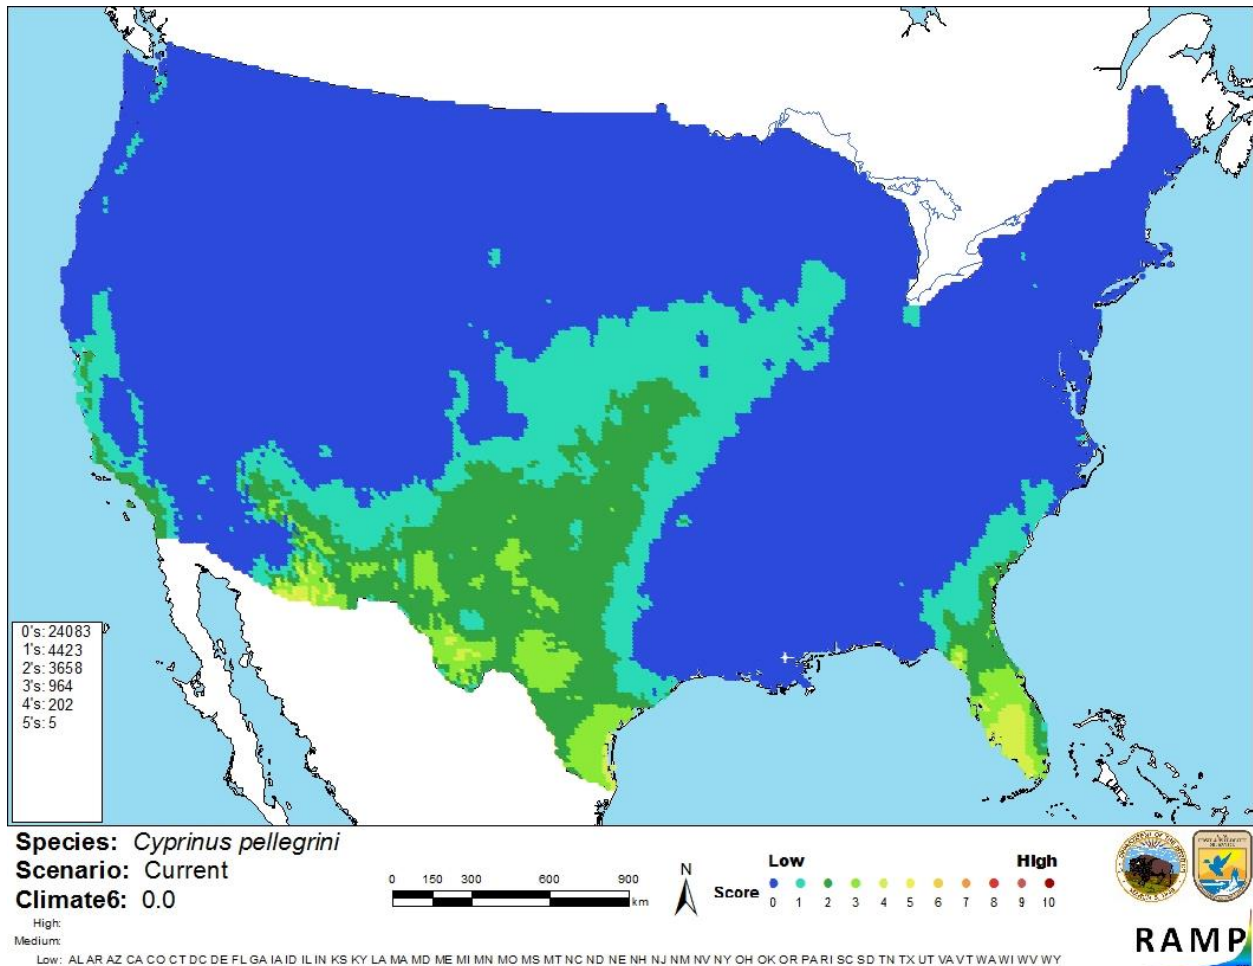 0's: 24083
1's: 4423
2's: 3658
3's: 964
4's: 202
5's: 5
Species: Cyprinus pellegrini
Scenario: Current
Climate6: 0.0
High:
Medium:
Low: AL AR AZ CA CO CT DC DE FL GA IA ID IL IN KS KY LA MA MD ME MI MN MO MS MT NC ND NE NH NJ NM NV NY OH OK OR PA RI SC SD TN TX UT VA VT WA WI WV WY
0 150 300 600 900
km
N
Low High
Score 0 1 2 3 4 5 6 7 8 9 10
RAMP